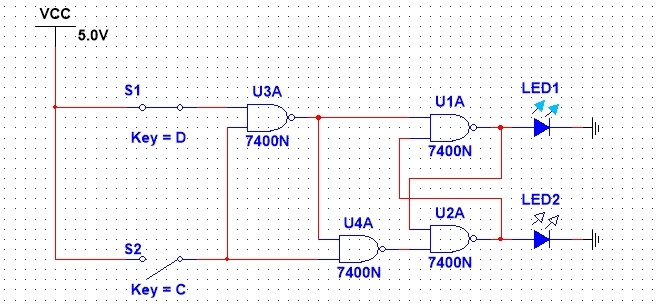 VCC
5.0V
S1
Key = D
U3A
7400N
U1A
7400N
LED1
S2
Key = C
U4A
7400N
U2A
7400N
LED2